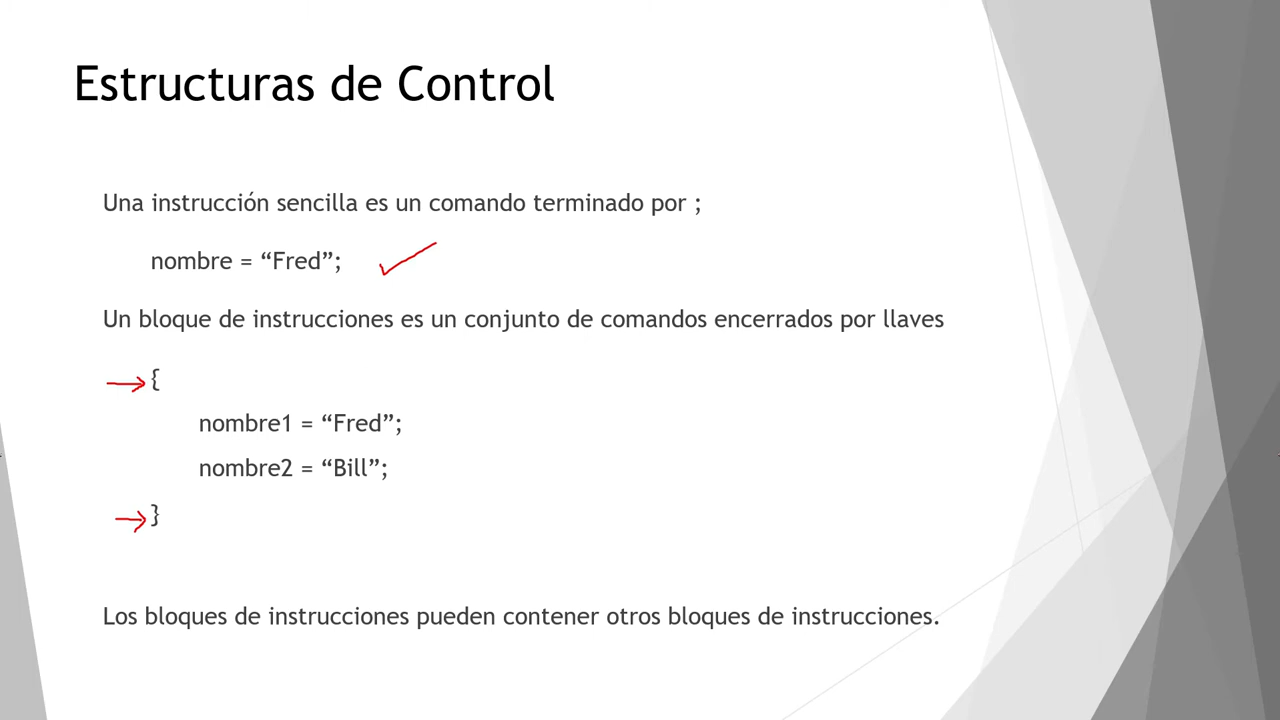 Estructuras de Control
Una instrucción sencilla es un comando terminado por ;
nombre = “Fred”;
Un bloque de instrucciones es un conjunto de comandos encerrados por llaves
{
nombre1 = “Fred”;
nombre2 = “Bill”;
}
Los bloques de instrucciones pueden contener otros bloques de instrucciones.